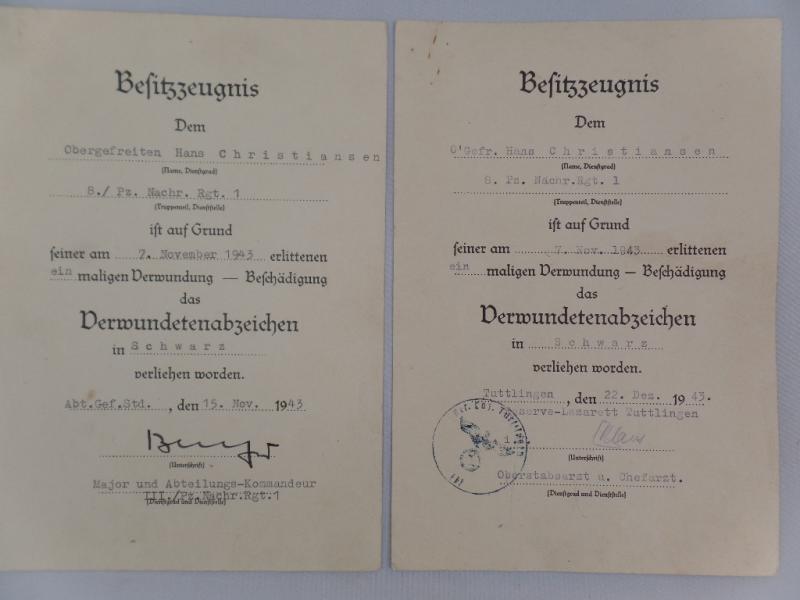 Besitzzeugnis
Dem
Obergefreiten Hans Christiansen
(Name, Dienstgrad)
8./ Pz. Nachr. Rgt. 1
(Truppenteil, Dienststelle)
ist auf Grund
seiner am 7. November 1943 erlittenen
ein maligen Verwundung — Beschädigung
das
Verwundetenabzeichen
in Schwarz
verliehen worden.
Abt.Gef.Std. , den 15. Nov. 1943
(Unterschrift)
Major und Abteilungs-Kommandeur
III./Pz.Nachr.Rgt.1
(Dienstgrad und Dienststelle)
Besitzzeugnis
Dem
O'Gefr. Hans Christiansen
(Name, Dienstgrad)
8. Pz. Nachr.Rgt. 1
(Truppenteil, Dienststelle)
ist auf Grund
seiner am 7. Nov. 1943 erlittenen
ein maligen Verwundung — Beschädigung
das
Verwundetenabzeichen
in Schwarz
verliehen worden.
Tuttlingen , den 22. Dez. 1943.
Reserve-Lazarett Tuttlingen
(Unterschrift)
Oberstabsarzt u. Chefarzt.
(Dienstgrad und Dienststelle)